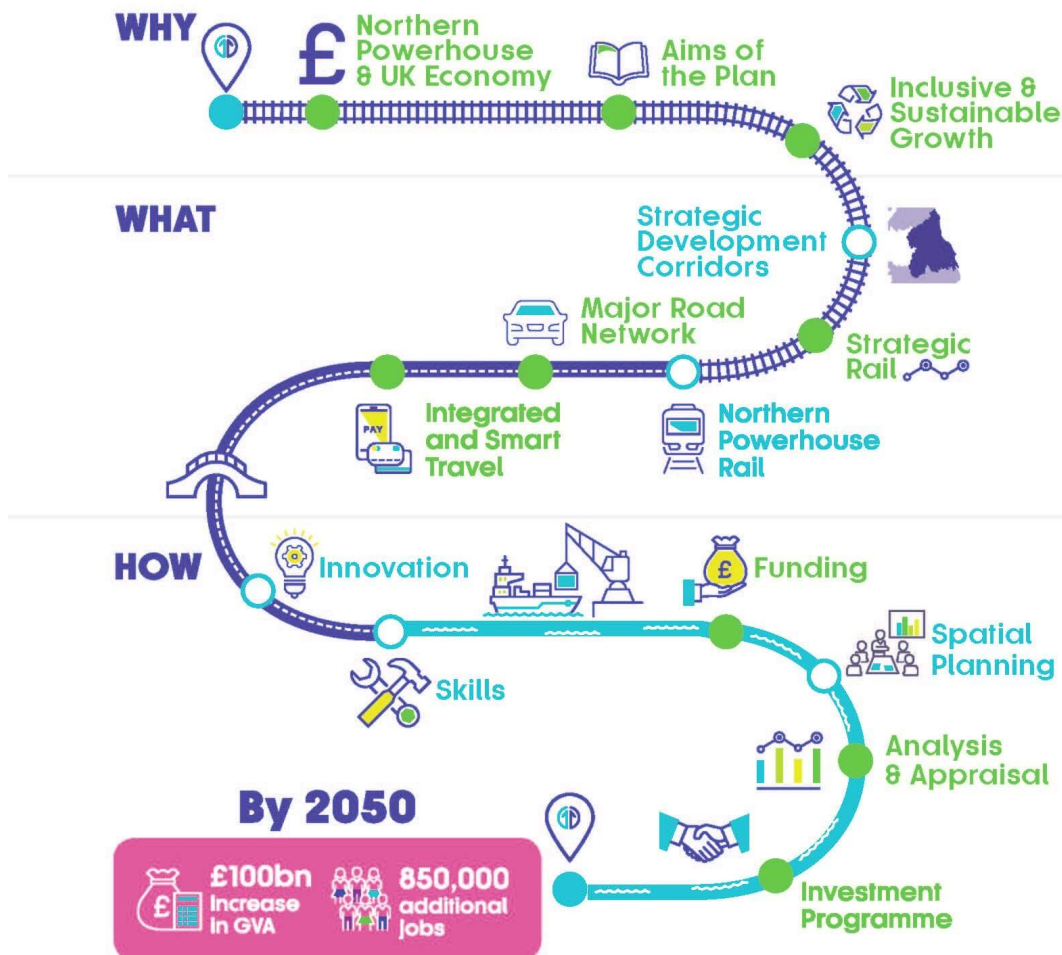 WHY
Northern
Powerhouse
& UK Economy
£
Aims of
the Plan
Inclusive &
Sustainable
Growth
WHAT
Strategic
Development
Corridors
Major Road
Network
Strategic
Rail
PAY
Integrated
and Smart
Travel
Northern
Powerhouse
Rail
HOW
Innovation
£
Funding
Spatial
Planning
Skills
Analysis
& Appraisal
By 2050
£
£100bn
increase
in GVA
850,000
additional
jobs
Investment
Programme